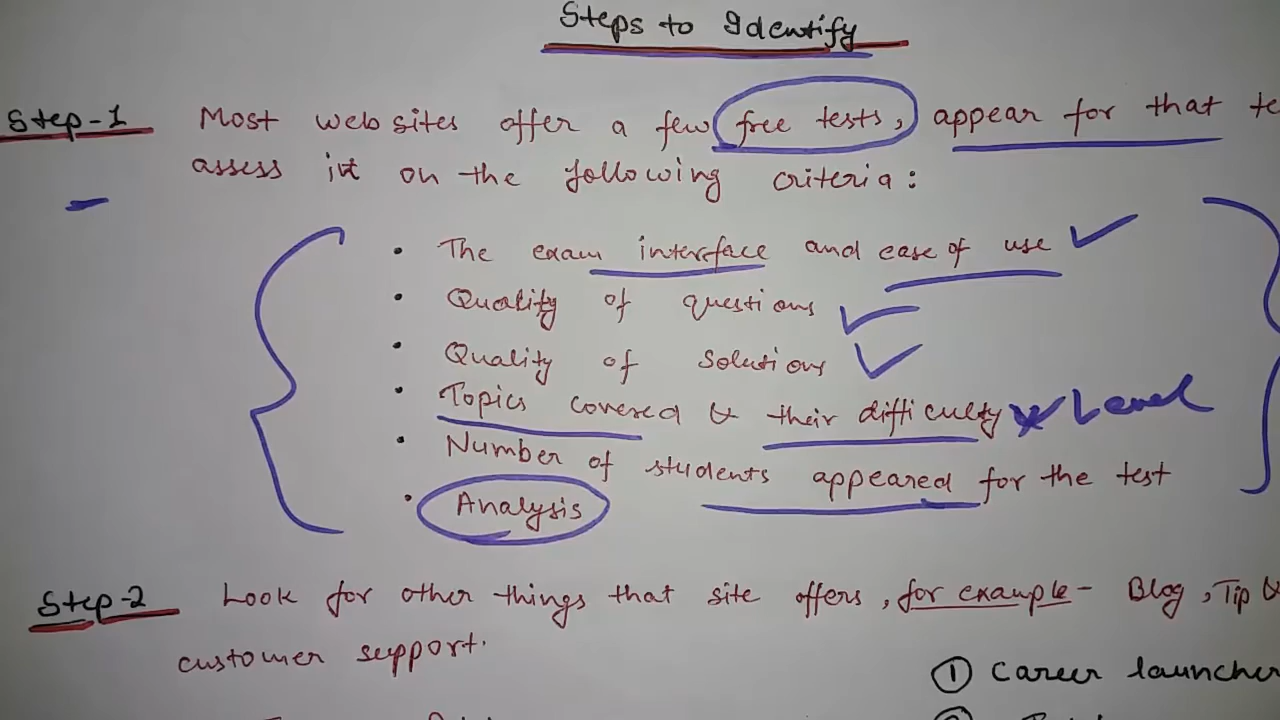 Steps to Identify
Step-1 Most websites offer a few free tests, appear for that te
assess it on the following criteria:
• The exam interface and ease of use
• Quality of questions
• Quality of solutions
• Topics covered & their difficulty Level
• Number of students appeared for the test
• Analysis
Step-2 Look for other things that site offers, for example- Blog, Tip &
customer support.
① Career launcher